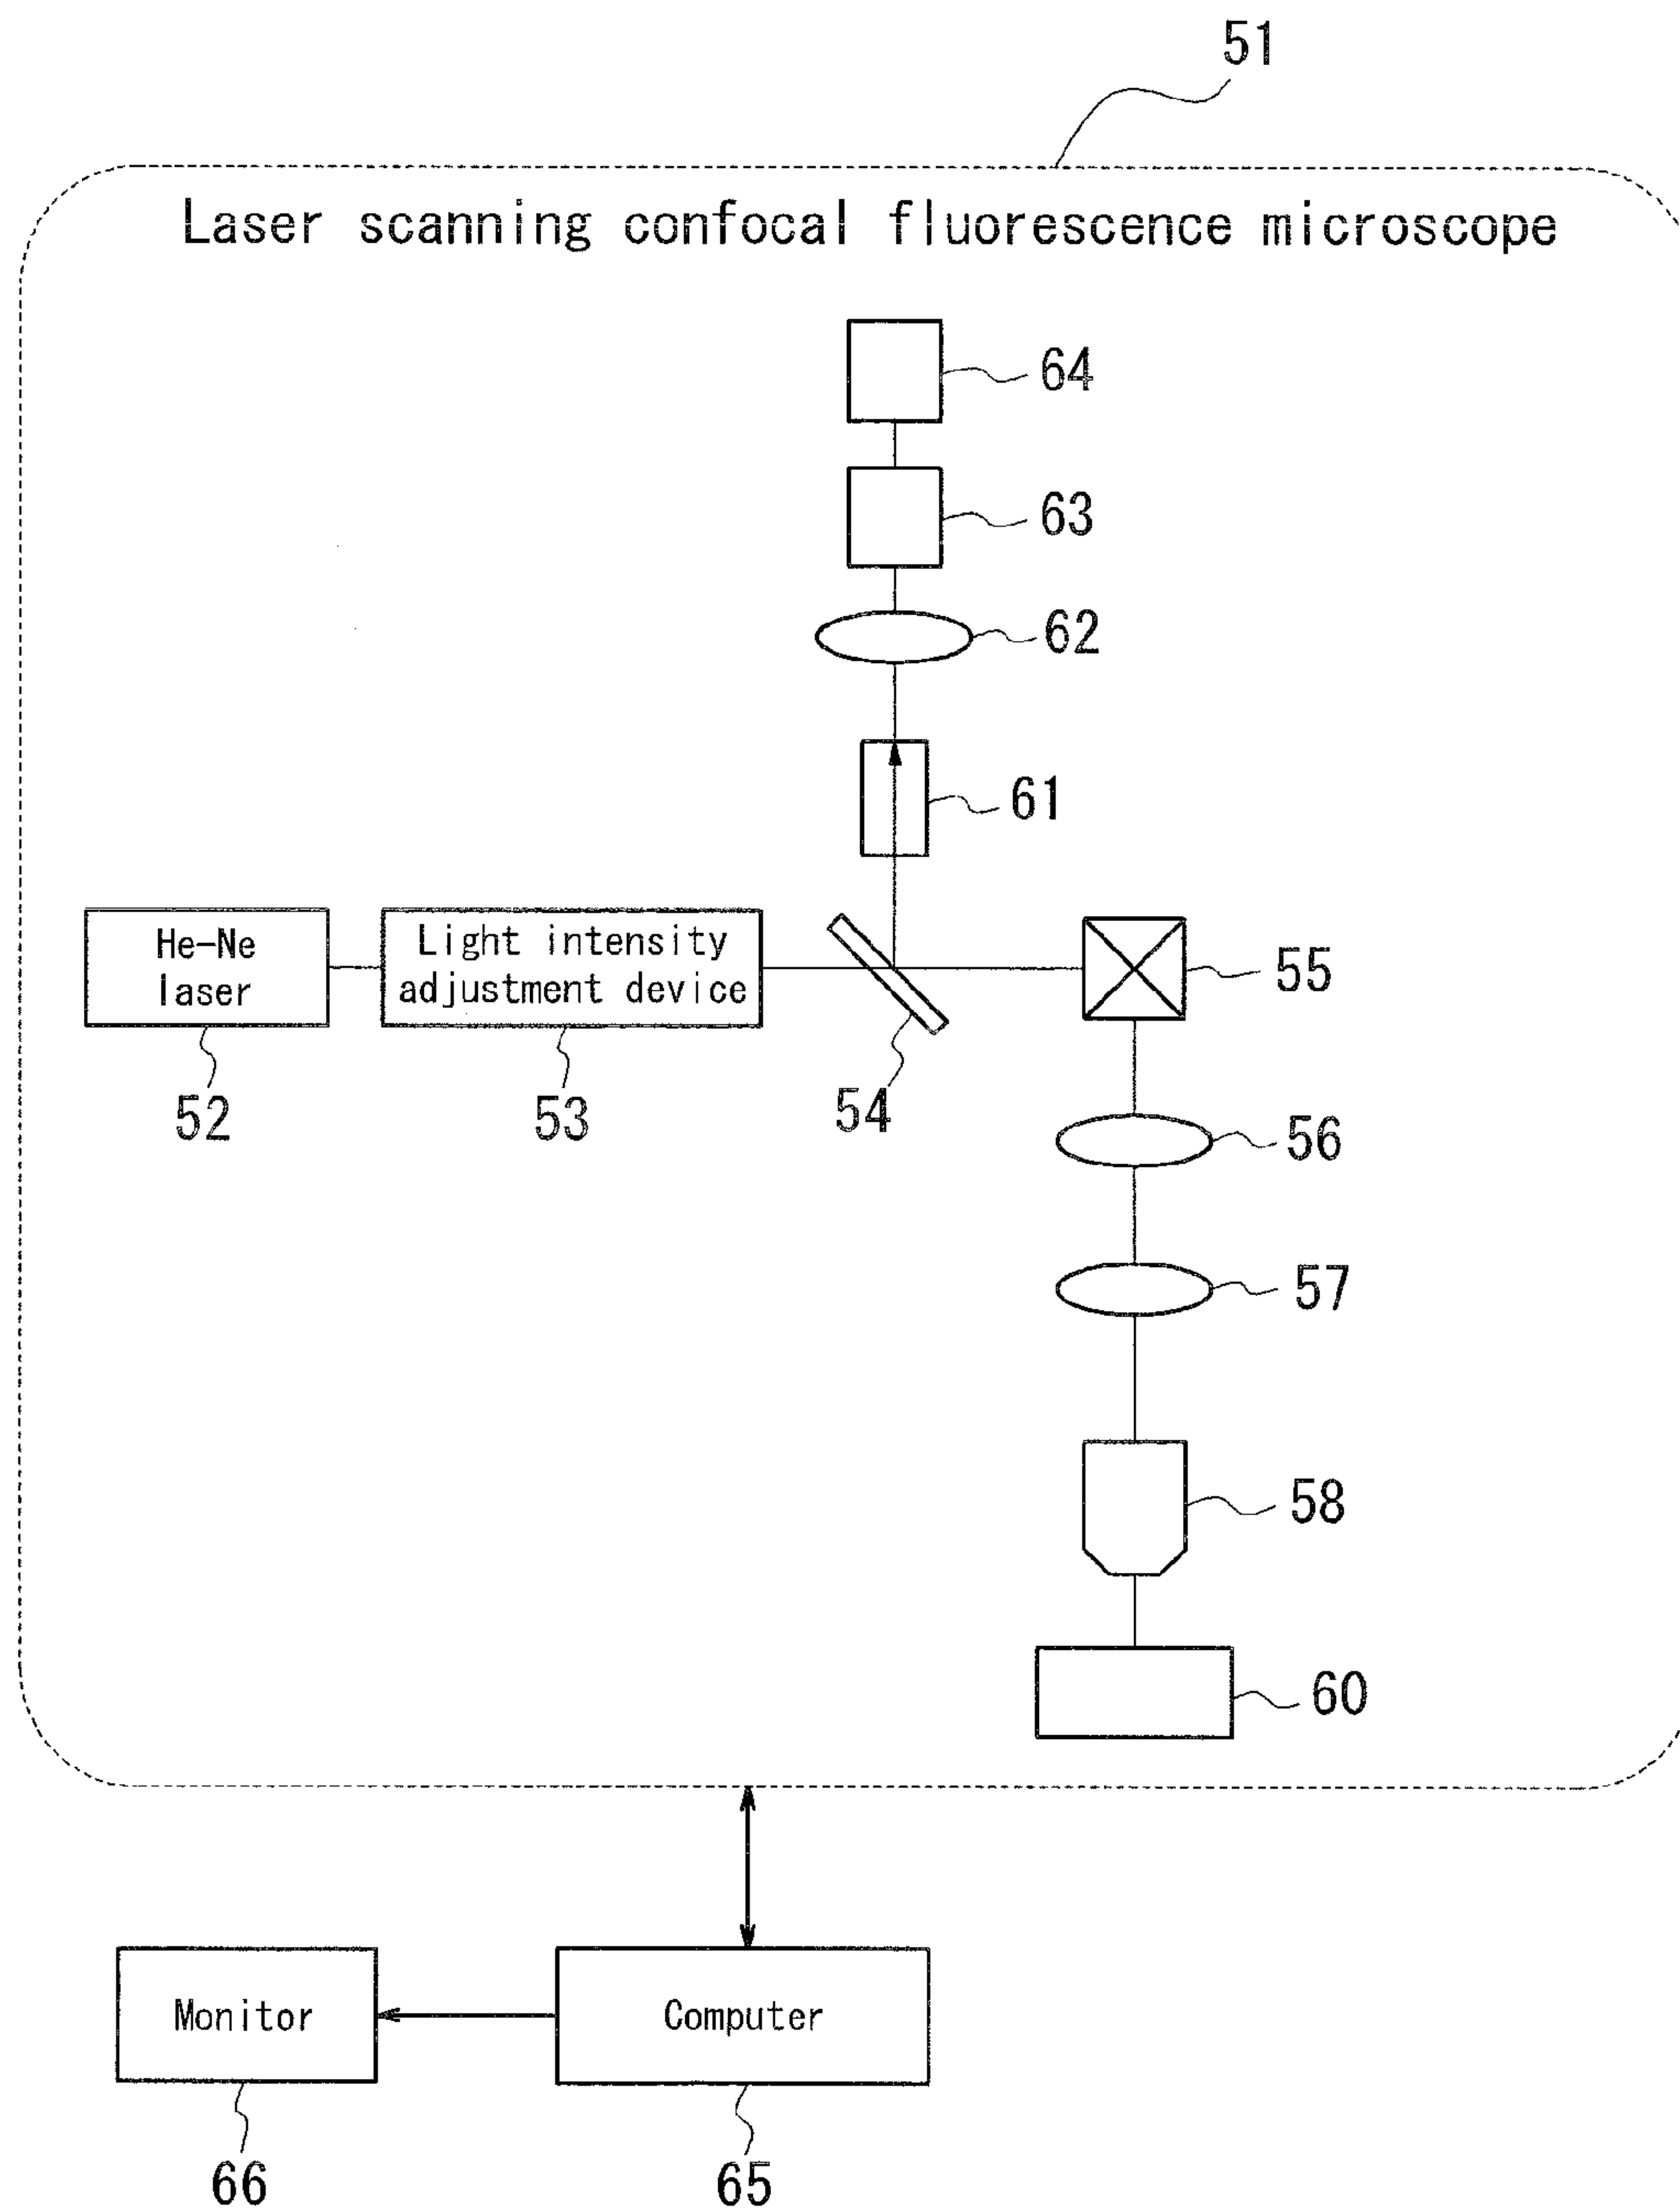 51
Laser scanning confocal fluorescence microscope
64
63
62
61
He-Ne
laser
Light intensity
adjustment device
55
52
53
54
56
57
58
60
Monitor
Computer
66
65